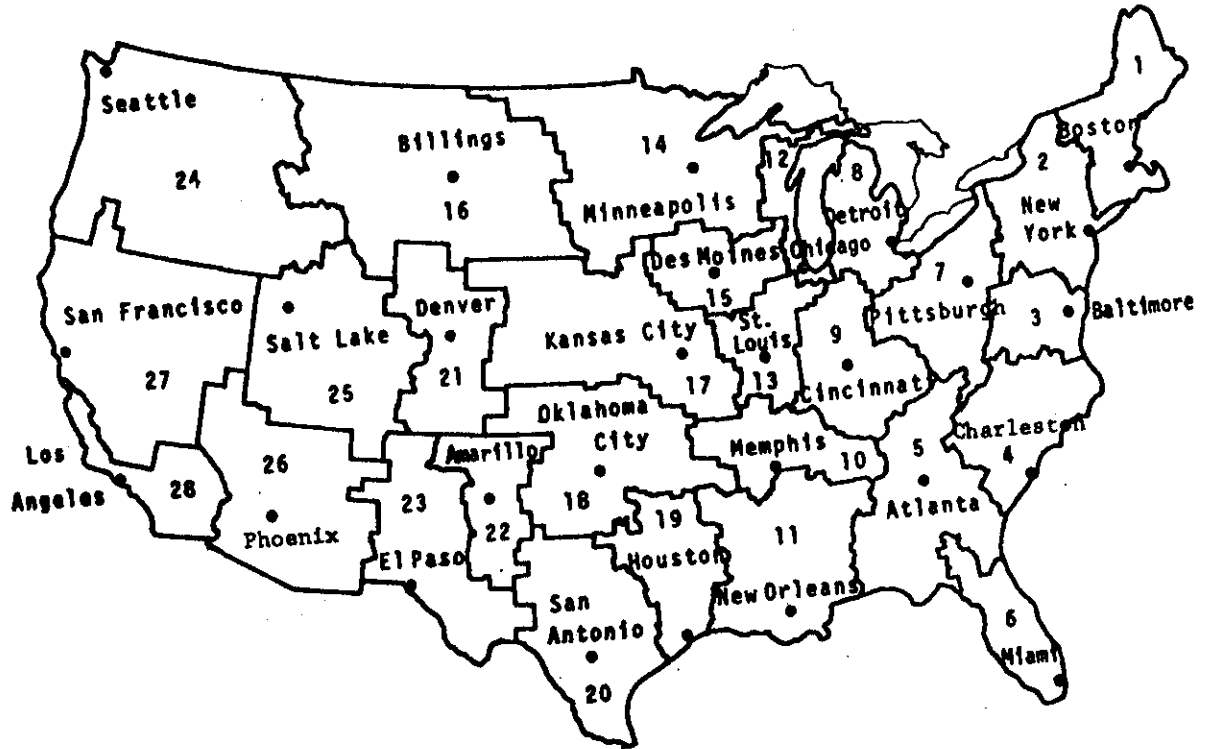 1
Boston
Seattle
Billings
14
12
8
2
24
16
Minneapolis
Detroit
New
York
Des Moines
Chicago
7
15
San Francisco
Denver
Pittsburgh
3
Baltimore
Salt Lake
Kansas City
St.
Louis
9
27
25
21
17
13
Cincinnati
Oklahoma
City
Charleston
4
Los
Angeles
28
26
Amarillo
Memphis
10
5
23
22
18
19
Atlanta
Phoenix
El Paso
Houston
11
San
Antonio
New Orleans
20
6
Miami